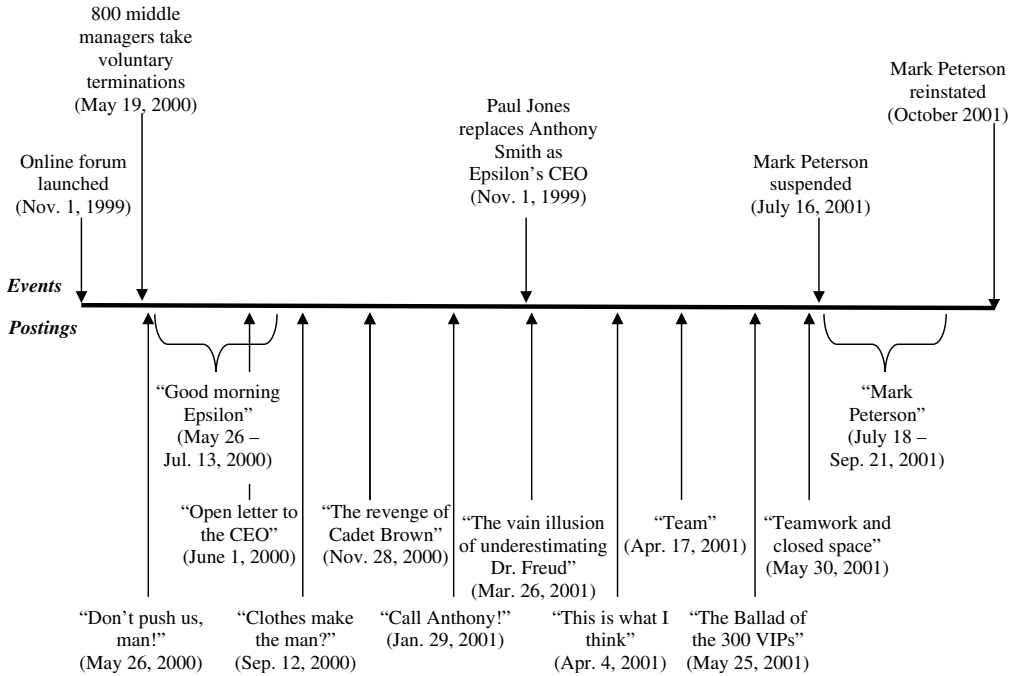 800 middle
managers take
voluntary
terminations
(May 19, 2000)
Mark Peterson
reinstated
(October 2001)
Paul Jones
replaces Anthony
Smith as
Epsilon’s CEO
(Nov. 1, 1999)
Online forum
launched
(Nov. 1, 1999)
Mark Peterson
suspended
(July 16, 2001)
Events
Postings
“Good morning
Epsilon”
(May 26 –
Jul. 13, 2000)
“Mark
Peterson”
(July 18 –
Sep. 21, 2001)
“Open letter to
the CEO”
(June 1, 2000)
“The revenge of
Cadet Brown”
(Nov. 28, 2000)
“The vain illusion
of underestimating
Dr. Freud”
(Mar. 26, 2001)
“Team”
(Apr. 17, 2001)
“Teamwork and
closed space”
(May 30, 2001)
“Don’t push us,
man!”
(May 26, 2000)
“Clothes make
the man?”
(Sep. 12, 2000)
“Call Anthony!”
(Jan. 29, 2001)
“This is what I
think”
(Apr. 4, 2001)
“The Ballad of
the 300 VIPs”
(May 25, 2001)